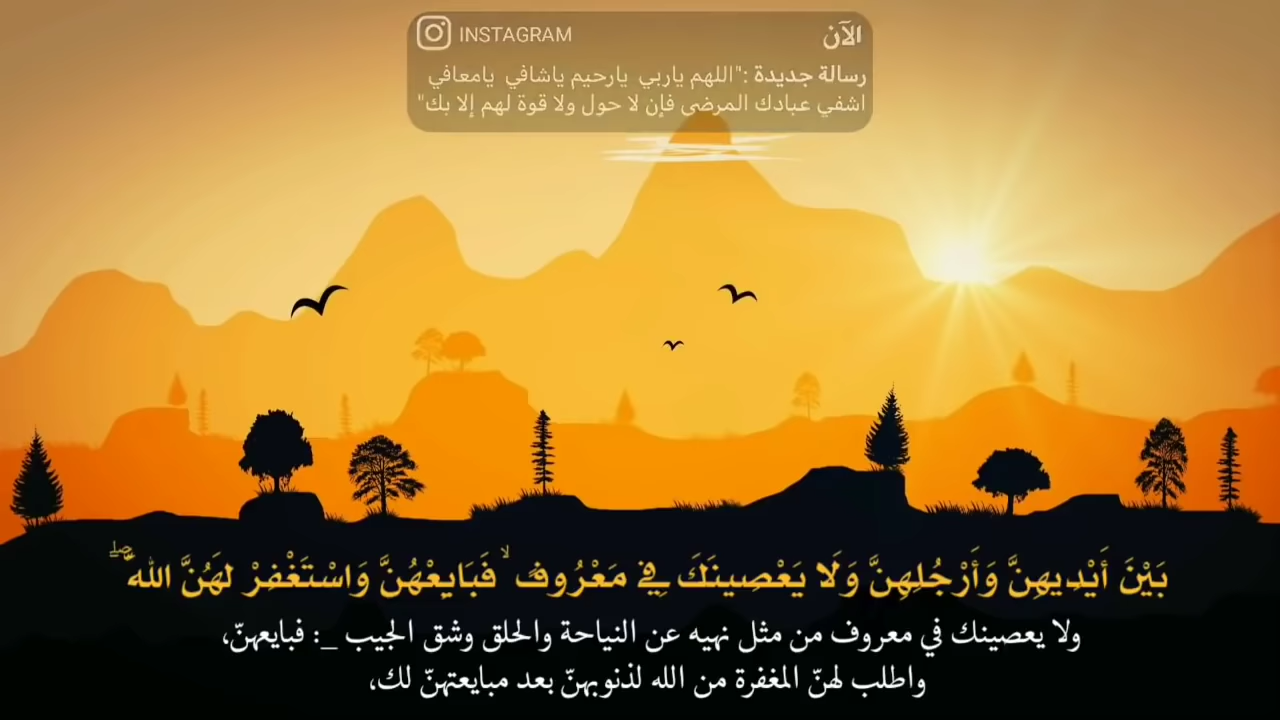 INSTAGRAM الآن
رسالة جديدة :"اللهم ياربي يارحيم ياشافي يامعافي
اشفي عبادك المرضى فإن لا حول ولا قوة لهم إلا بك"
بَيْنَ أَيْدِيهِنَّ وَأَرْجُلِهِنَّ وَلَا يَعْصِينَكَ فِي مَعْرُوفٍ ۙ فَبَايِعْهُنَّ وَاسْتَغْفِرْ لَهُنَّ اللَّهَ ۖ
ولا يعصينك في معروف من مثل نهيه عن النياحة والحلق وشق الجيب _: فبايعهنّ،
واطلب لهنّ المغفرة من الله لذنوبهنّ بعد مبايعتهنّ لك،